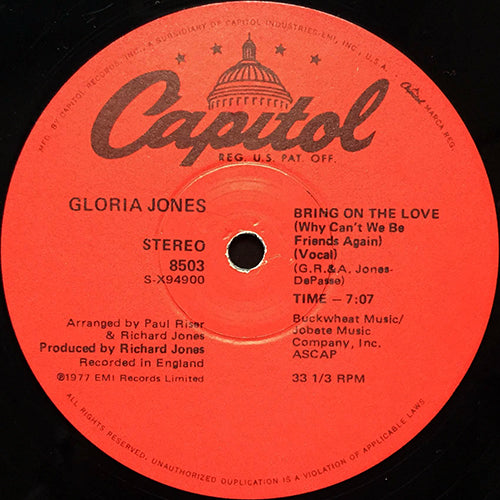 MFD. BY CAPITOL RECORDS, INC., A SUBSIDIARY OF CAPITOL INDUSTRIES-EMI, INC., U.S.A.
Capitol
MARCA REG.
Capitol
REG. U.S. PAT. OFF.
GLORIA JONES
STEREO
8503
S-X94900
BRING ON THE LOVE
(Why Can't We Be
Friends Again)
(Vocal)
(G.R.&A. Jones-
DePasse)
TIME – 7:07
Arranged by Paul Riser
& Richard Jones
Produced by Richard Jones
Recorded in England
℗1977 EMI Records Limited
Buckwheat Music/
Jobete Music
Company, Inc.
ASCAP
33 1/3 RPM
ALL RIGHTS RESERVED. UNAUTHORIZED DUPLICATION IS A VIOLATION OF APPLICABLE LAWS